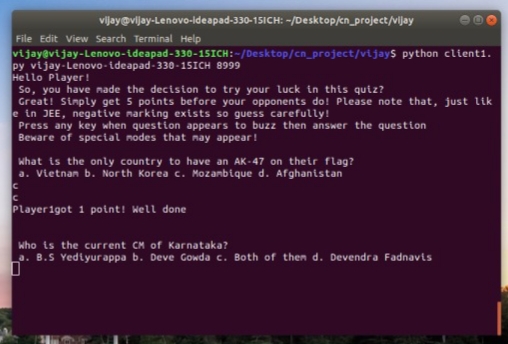 vijay@vijay-Lenovo-ideapad-330-15ICH: ~/Desktop/cn_project/vijay
File Edit View Search Terminal Help
vijay@vijay-Lenovo-ideapad-330-15ICH:~/Desktop/cn_project/vijay$ python client1.
py vijay-Lenovo-ideapad-330-15ICH 8999
Hello Player!
So, you have made the decision to try your luck in this quiz?
Great! Simply get 5 points before your opponents do! Please note that, just lik
e in JEE, negative marking exists so guess carefully!
Press any key when question appears to buzz then answer the question
Beware of special modes that may appear!
What is the only country to have an AK-47 on their flag?
a. Vietnam b. North Korea c. Mozambique d. Afghanistan
c
c
Player1got 1 point! Well done
Who is the current CM of Karnataka?
a. B.S Yediyurappa b. Deve Gowda c. Both of them d. Devendra Fadnavis